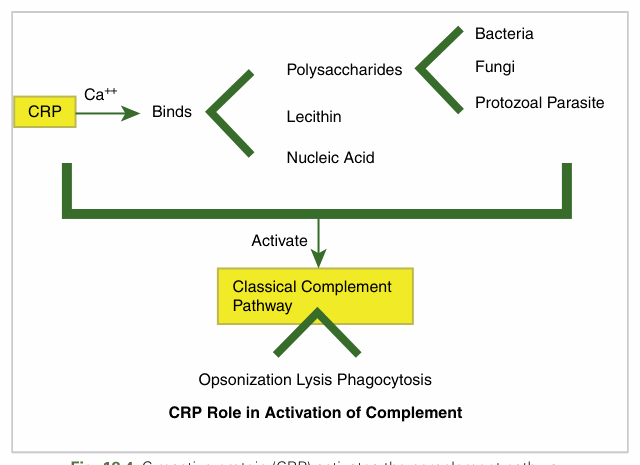 Bacteria
Fungi
Protozoal Parasite
Polysaccharides
Lecithin
Nucleic Acid
CRP
Ca++
Binds
Activate
Classical Complement
Pathway
Opsonization Lysis Phagocytosis
CRP Role in Activation of Complement